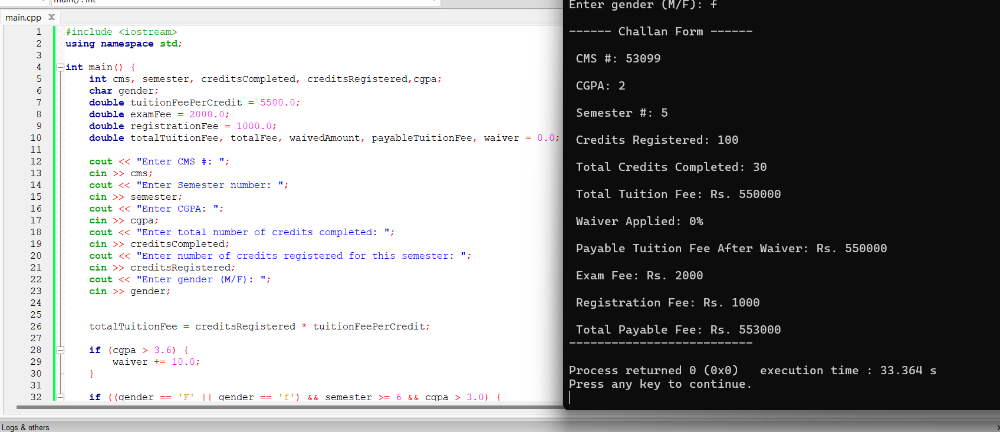 main() : int
main.cpp X
1 #include <iostream>
2 using namespace std;
3
4 int main() {
5 int cms, semester, creditsCompleted, creditsRegistered,cgpa;
6 char gender;
7 double tuitionFeePerCredit = 5500.0;
8 double examFee = 2000.0;
9 double registrationFee = 1000.0;
10 double totalTuitionFee, totalFee, waivedAmount, payableTuitionFee, waiver = 0.0;
11
12 cout << "Enter CMS #: ";
13 cin >> cms;
14 cout << "Enter Semester number: ";
15 cin >> semester;
16 cout << "Enter CGPA: ";
17 cin >> cgpa;
18 cout << "Enter total number of credits completed: ";
19 cin >> creditsCompleted;
20 cout << "Enter number of credits registered for this semester: ";
21 cin >> creditsRegistered;
22 cout << "Enter gender (M/F): ";
23 cin >> gender;
24
25
26 totalTuitionFee = creditsRegistered * tuitionFeePerCredit;
27
28 if (cgpa > 3.6) {
29 waiver += 10.0;
30 }
31
32 if ((gender == 'F' || gender == 'f') && semester >= 6 && cgpa > 3.0) {
Logs & others
Enter gender (M/F): f
------ Challan Form ------
CMS #: 53099
CGPA: 2
Semester #: 5
Credits Registered: 100
Total Credits Completed: 30
Total Tuition Fee: Rs. 550000
Waiver Applied: 0%
Payable Tuition Fee After Waiver: Rs. 550000
Exam Fee: Rs. 2000
Registration Fee: Rs. 1000
Total Payable Fee: Rs. 553000
--------------------------
Process returned 0 (0x0)   execution time : 33.364 s
Press any key to continue.